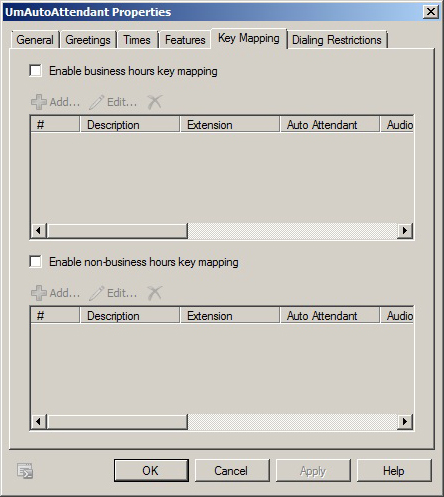 UmAutoAttendant Properties
General Greetings Times Features Key Mapping Dialing Restrictions
Enable business hours key mapping
Add... Edit...
# Description Extension Auto Attendant Audio
Enable non-business hours key mapping
Add... Edit...
# Description Extension Auto Attendant Audio
OK Cancel Apply Help